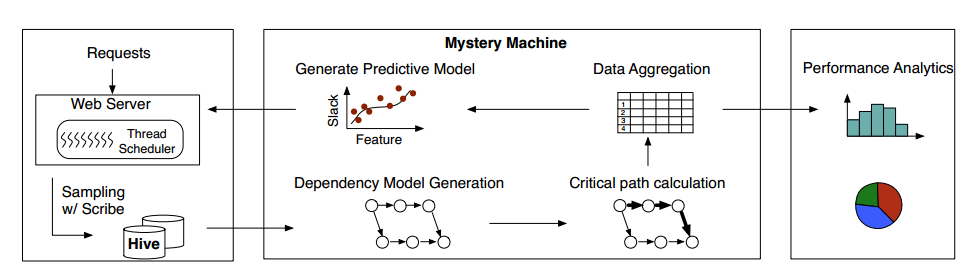 Requests
Web Server
Thread
Scheduler
Sampling
w/ Scribe
Hive
Mystery Machine
Generate Predictive Model
Slack
Feature
Data Aggregation
1
2
3
4
Dependency Model Generation
Critical path calculation
Performance Analytics